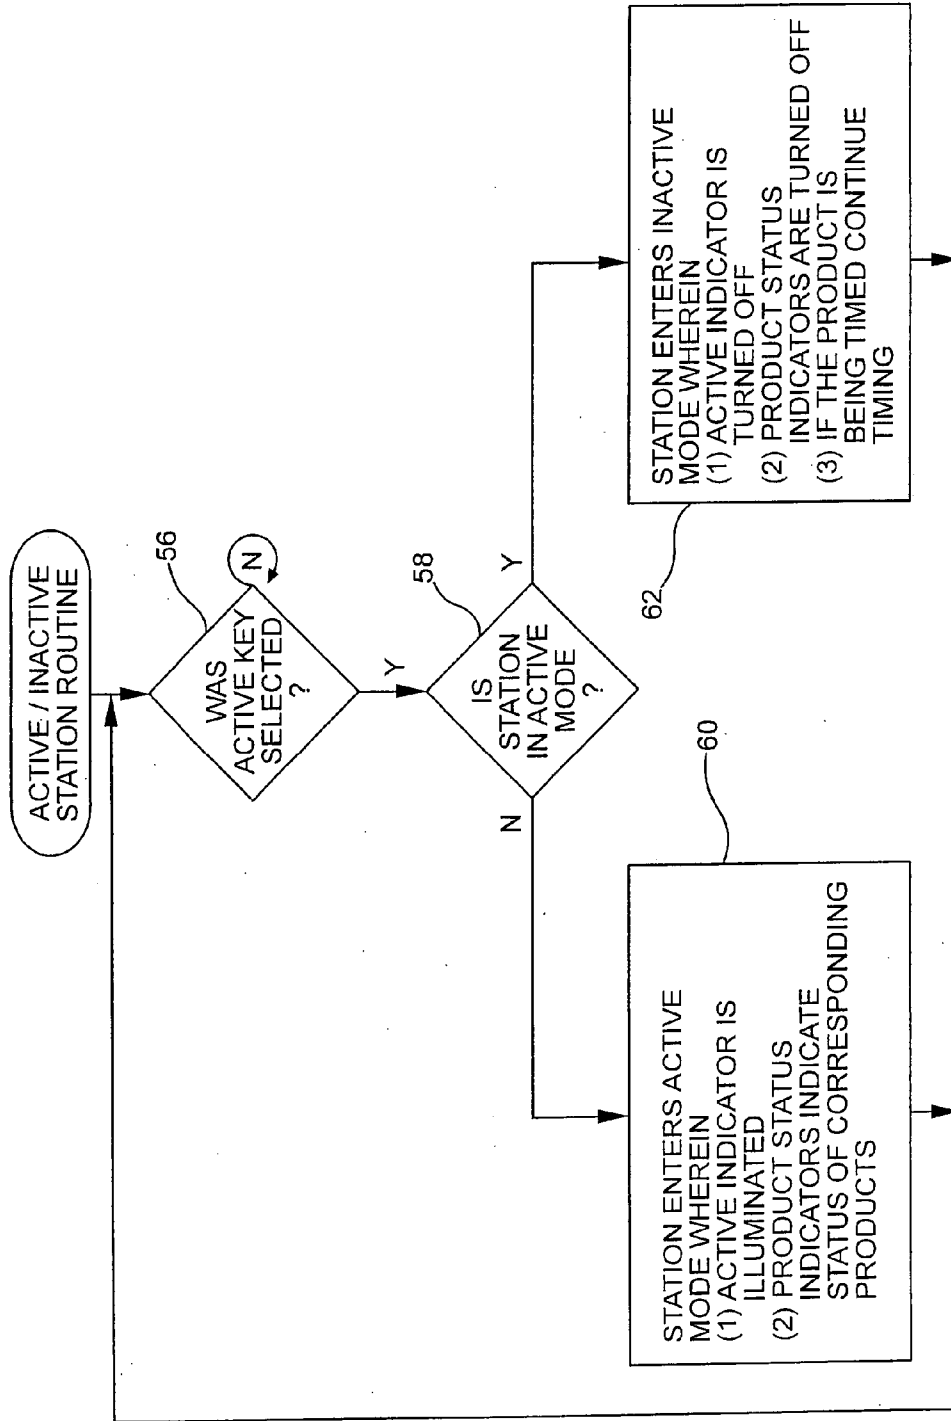 ACTIVE / INACTIVE
STATION ROUTINE
56
WAS
ACTIVE KEY
SELECTED
?
N
Y
58
IS
STATION
IN ACTIVE
MODE
?
N
Y
60
STATION ENTERS ACTIVE
MODE WHEREIN
(1) ACTIVE INDICATOR IS
ILLUMINATED
(2) PRODUCT STATUS
INDICATORS INDICATE
STATUS OF CORRESPONDING
PRODUCTS
62
STATION ENTERS INACTIVE
MODE WHEREIN
(1) ACTIVE INDICATOR IS
TURNED OFF
(2) PRODUCT STATUS
INDICATORS ARE TURNED OFF
(3) IF THE PRODUCT IS
BEING TIMED CONTINUE
TIMING